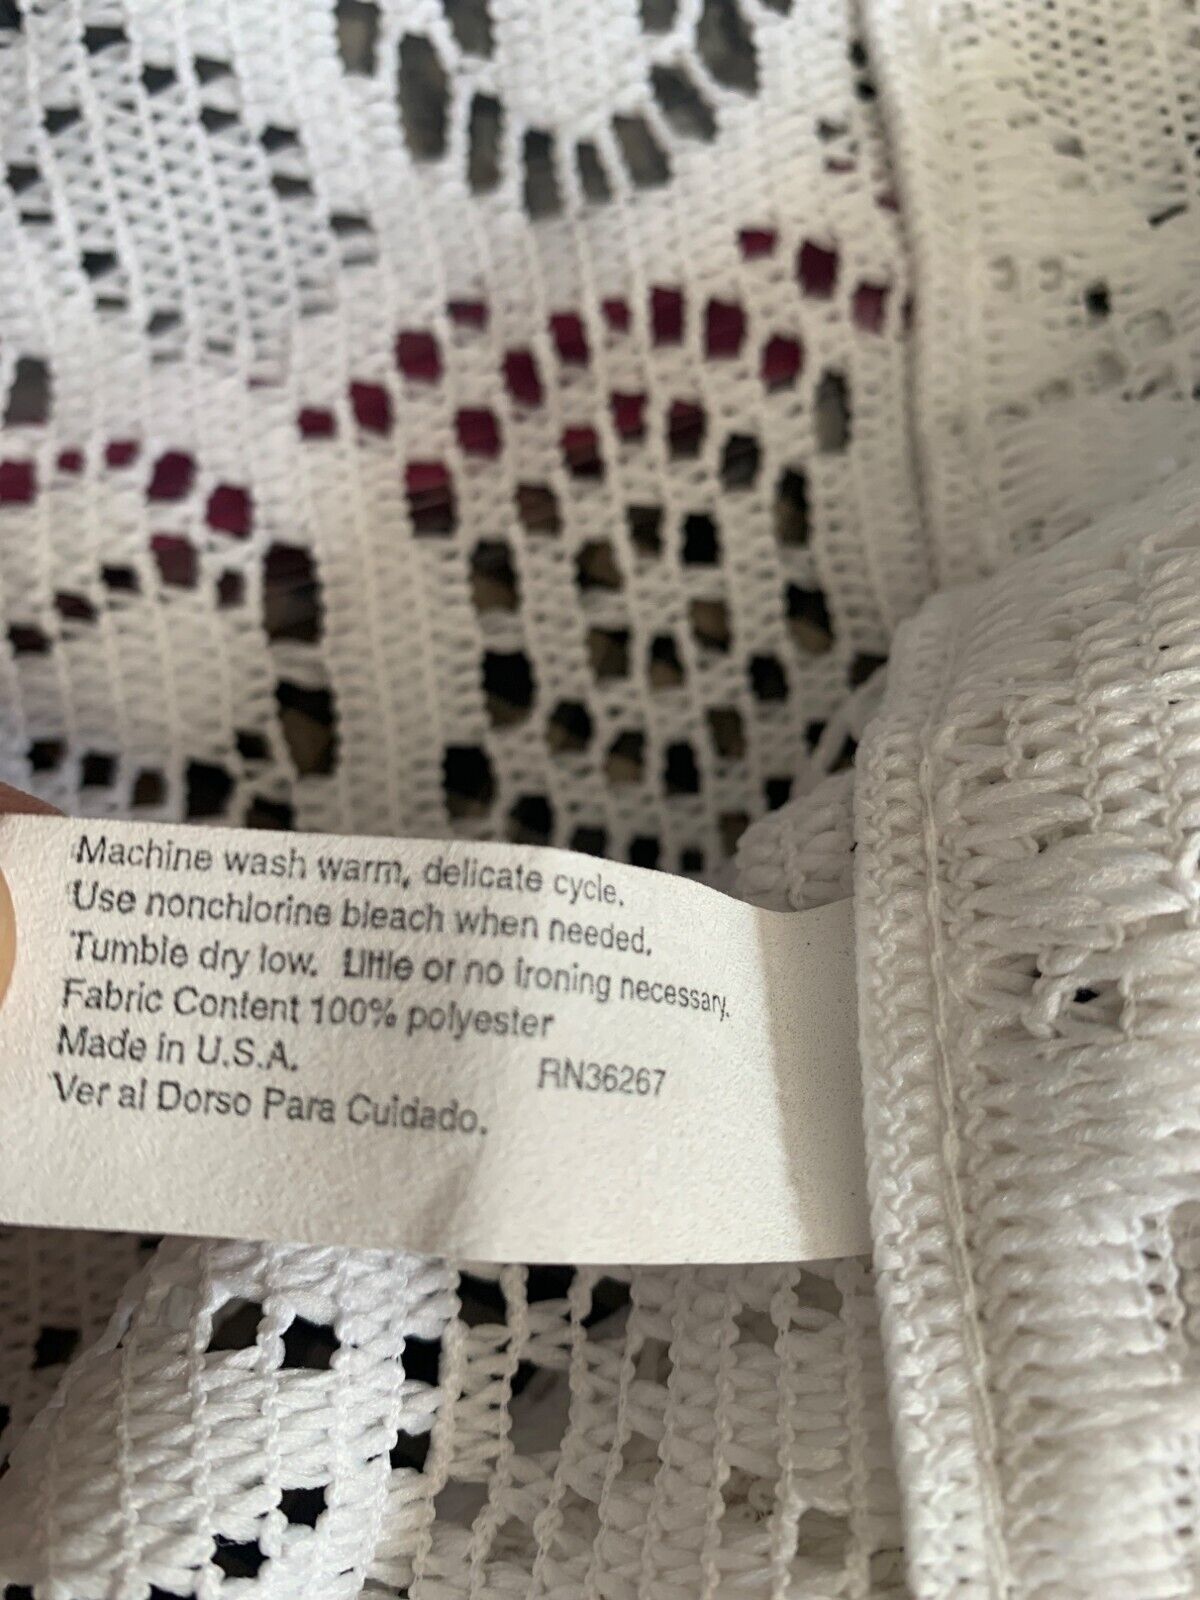 Machine wash warm, delicate cycle.
Use nonchlorine bleach when needed.
Tumble dry low. Little or no ironing necessary.
Fabric Content 100% polyester
Made in U.S.A. RN36267
Ver al Dorso Para Cuidado.